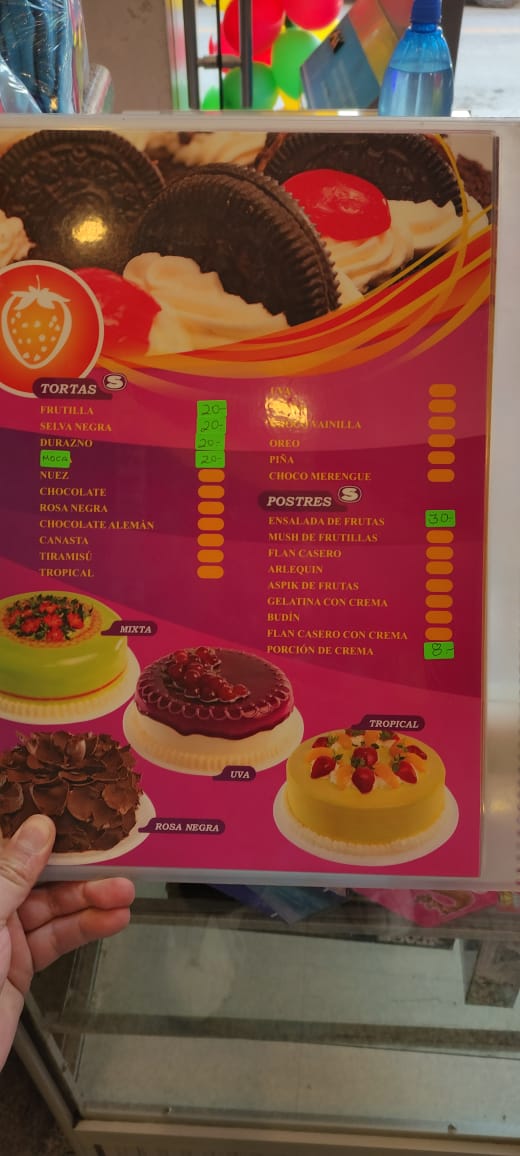 TORTAS S
FRUTILLA 20-
SELVA NEGRA 20-
DURAZNO 20-
MOCA 20-
NUEZ
CHOCOLATE
ROSA NEGRA
CHOCOLATE ALEMÁN
CANASTA
TIRAMISÚ
TROPICAL
VAINILLA
OREO
PIÑA
CHOCO MERENGUE
POSTRES S
ENSALADA DE FRUTAS 30-
MUSH DE FRUTILLAS
FLAN CASERO
ARLEQUIN
ASPIK DE FRUTAS
GELATINA CON CREMA
BUDÍN
FLAN CASERO CON CREMA
PORCIÓN DE CREMA 8.-
MIXTA
UVA
TROPICAL
ROSA NEGRA